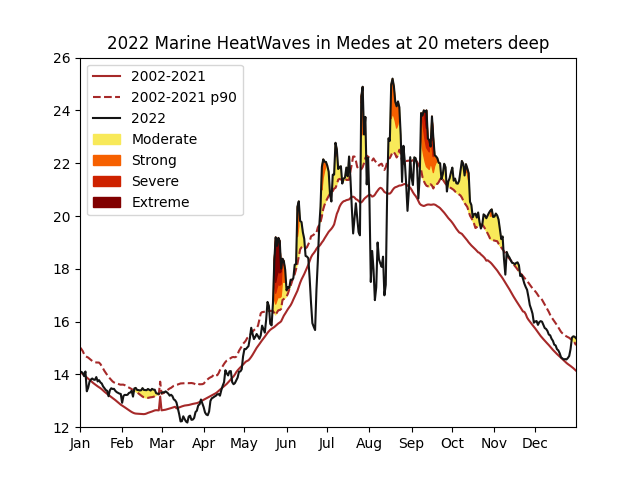 2022 Marine HeatWaves in Medes at 20 meters deep
26
24
22
20
18
16
14
12
2002-2021
2002-2021 p90
2022
Moderate
Strong
Severe
Extreme
Jan Feb Mar Apr May Jun Jul Aug Sep Oct Nov Dec